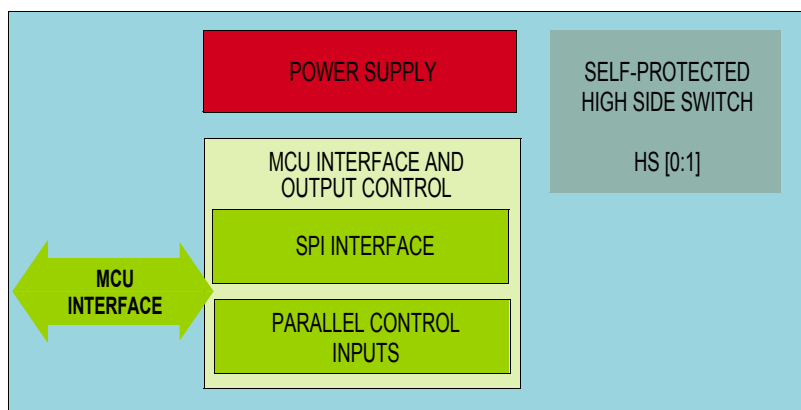 POWER SUPPLY
SELF-PROTECTED
HIGH SIDE SWITCH
HS [0:1]
MCU INTERFACE AND
OUTPUT CONTROL
SPI INTERFACE
MCU
INTERFACE
PARALLEL CONTROL
INPUTS